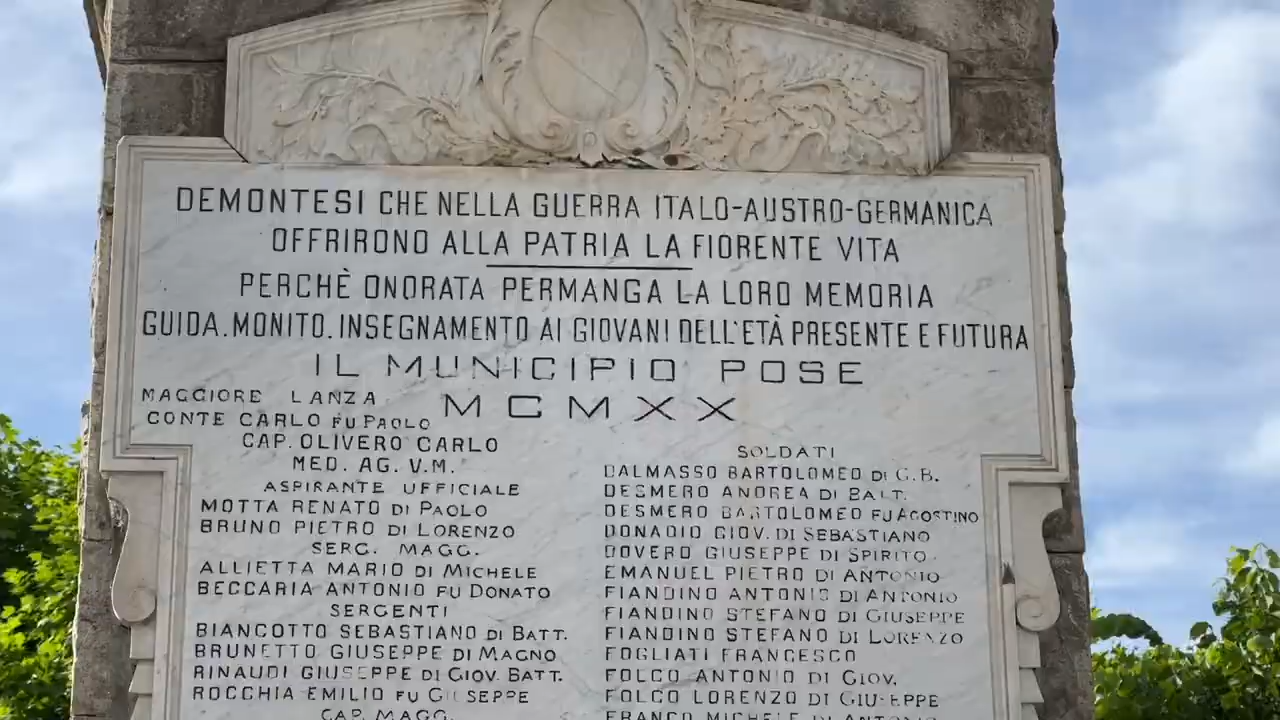 DEMONTESI CHE NELLA GUERRA ITALO-AUSTRO-GERMANICA
OFFRIRONO ALLA PATRIA LA FIORENTE VITA
PERCHÈ ONORATA PERMANGA LA LORO MEMORIA
GUIDA. MONITO. INSEGNAMENTO AI GIOVANI DELL'ETÀ PRESENTE E FUTURA
IL MUNICIPIO POSE
MCMXX
MAGGIORE LANZA
CONTE CARLO FU PAOLO
CAP. OLIVERO CARLO
MED. AG. V.M.
ASPIRANTE UFFICIALE
MOTTA RENATO DI PAOLO
BRUNO PIETRO DI LORENZO
SERG. MAGG.
ALLIETTA MARIO DI MICHELE
BECCARIA ANTONIO FU DONATO
SERGENTI
BIANCOTTO SEBASTIANO DI BATT.
BRUNETTO GIUSEPPE DI MAGNO
RINAUDI GIUSEPPE DI GIOV. BATT.
ROCCHIA EMILIO FU GIUSEPPE
CAP. MAGG.
SOLDATI
DALMASSO BARTOLOMEO DI G.B.
DESMERO ANDREA DI BATT.
DESMERO BARTOLOMEO FU AGOSTINO
DONADIO GIOV. DI SEBASTIANO
DOVERO GIUSEPPE DI SPIRITO
EMANUEL PIETRO DI ANTONIO
FIANDINO ANTONIO DI ANTONIO
FIANDINO STEFANO DI GIUSEPPE
FIANDINO STEFANO DI LORENZO
FOGLIATI FRANCESCO
FOLCO ANTONIO DI GIOV.
FOLCO LORENZO DI GIUSEPPE
FRANCO MICHELE DI ANTONIO